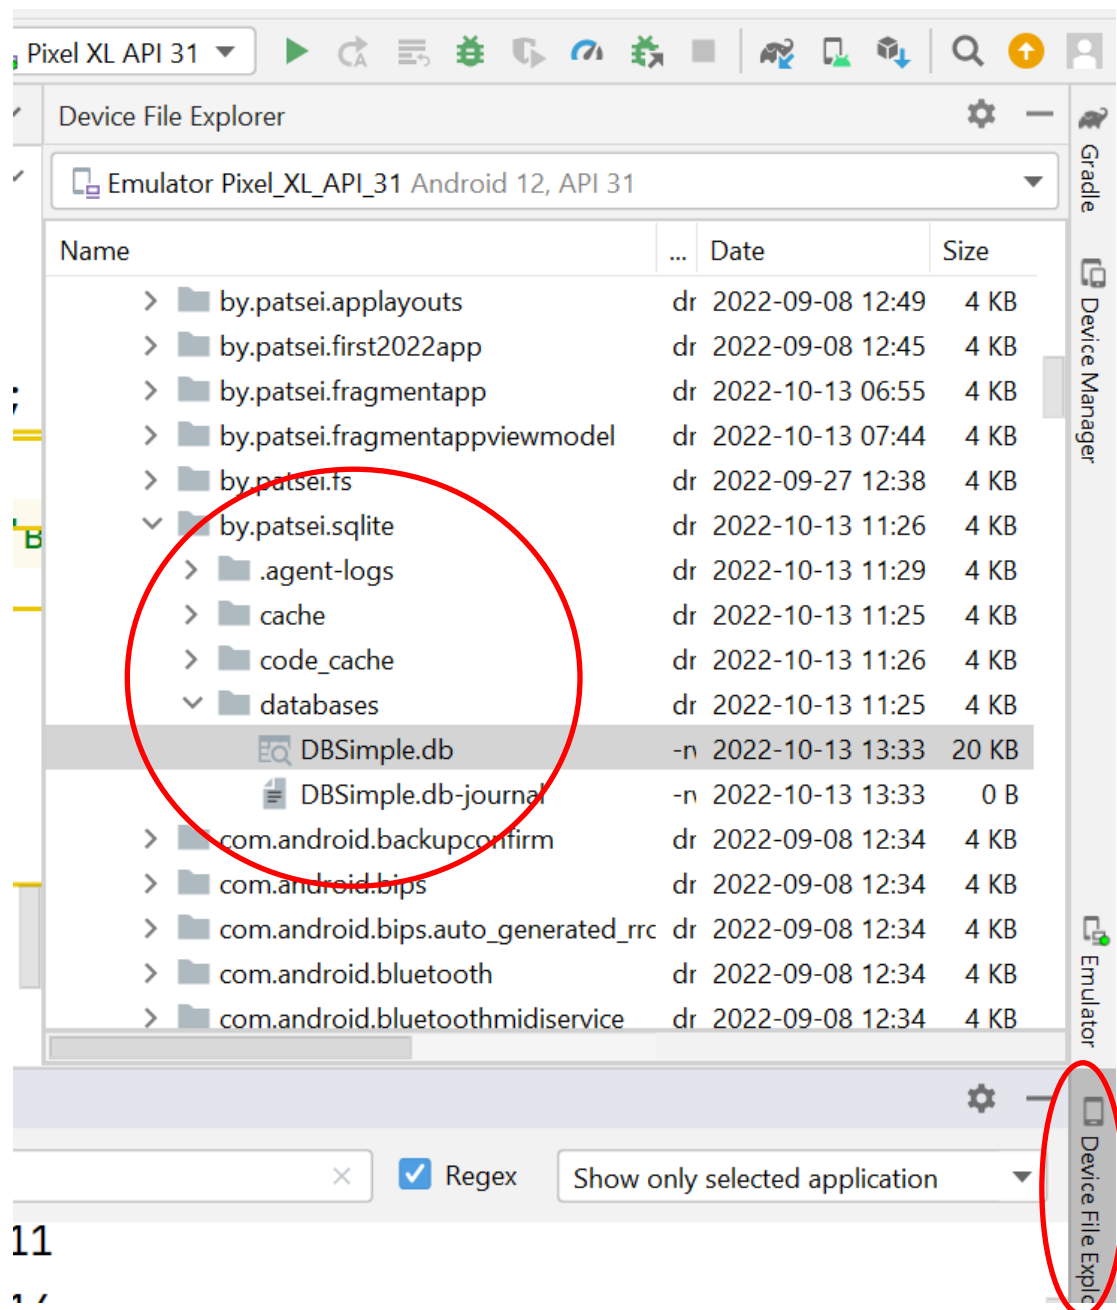 Pixel XL API 31
Device File Explorer
Emulator Pixel_XL_API_31 Android 12, API 31
Name ... Date Size
by.patsei.applayouts dr 2022-09-08 12:49 4 KB
by.patsei.first2022app dr 2022-09-08 12:45 4 KB
by.patsei.fragmentapp dr 2022-10-13 06:55 4 KB
by.patsei.fragmentappviewmodel dr 2022-10-13 07:44 4 KB
by.patsei.fs dr 2022-09-27 12:38 4 KB
by.patsei.sqlite dr 2022-10-13 11:26 4 KB
.agent-logs dr 2022-10-13 11:29 4 KB
cache dr 2022-10-13 11:25 4 KB
code_cache dr 2022-10-13 11:26 4 KB
databases dr 2022-10-13 11:25 4 KB
DBSimple.db -rv 2022-10-13 13:33 20 KB
DBSimple.db-journal -rv 2022-10-13 13:33 0 B
com.android.backupconfirm dr 2022-09-08 12:34 4 KB
com.android.bips dr 2022-09-08 12:34 4 KB
com.android.bips.auto_generated_rrc dr 2022-09-08 12:34 4 KB
com.android.bluetooth dr 2022-09-08 12:34 4 KB
com.android.bluetoothmidiservice dr 2022-09-08 12:34 4 KB
Regex
Show only selected application
11
;
B
Gradle
Device Manager
Emulator
Device File Explo